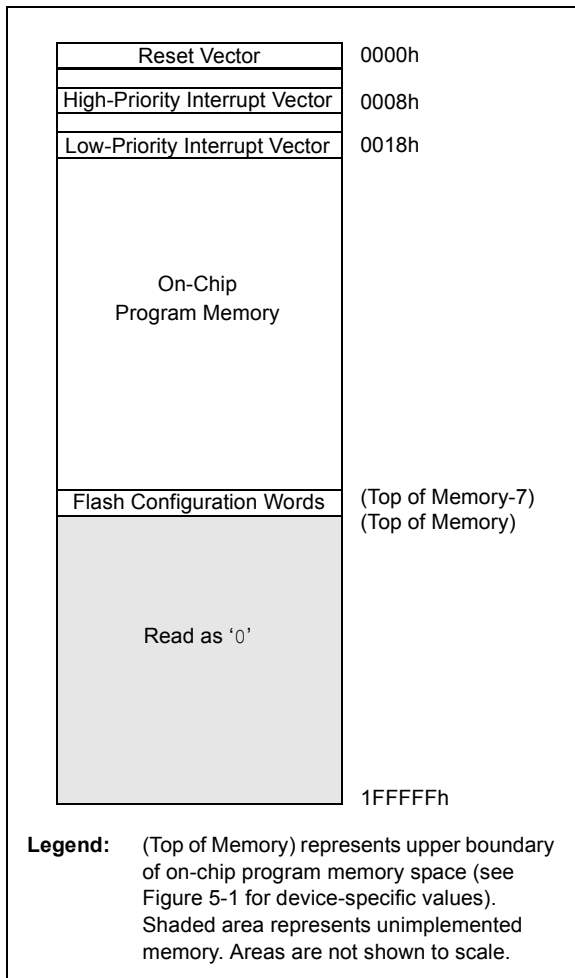 Reset Vector 0000h
High-Priority Interrupt Vector 0008h
Low-Priority Interrupt Vector 0018h
On-Chip
Program Memory
Flash Configuration Words (Top of Memory-7)
(Top of Memory)
Read as ‘0’
1FFFFFh
Legend: (Top of Memory) represents upper boundary
of on-chip program memory space (see
Figure 5-1 for device-specific values).
Shaded area represents unimplemented
memory. Areas are not shown to scale.